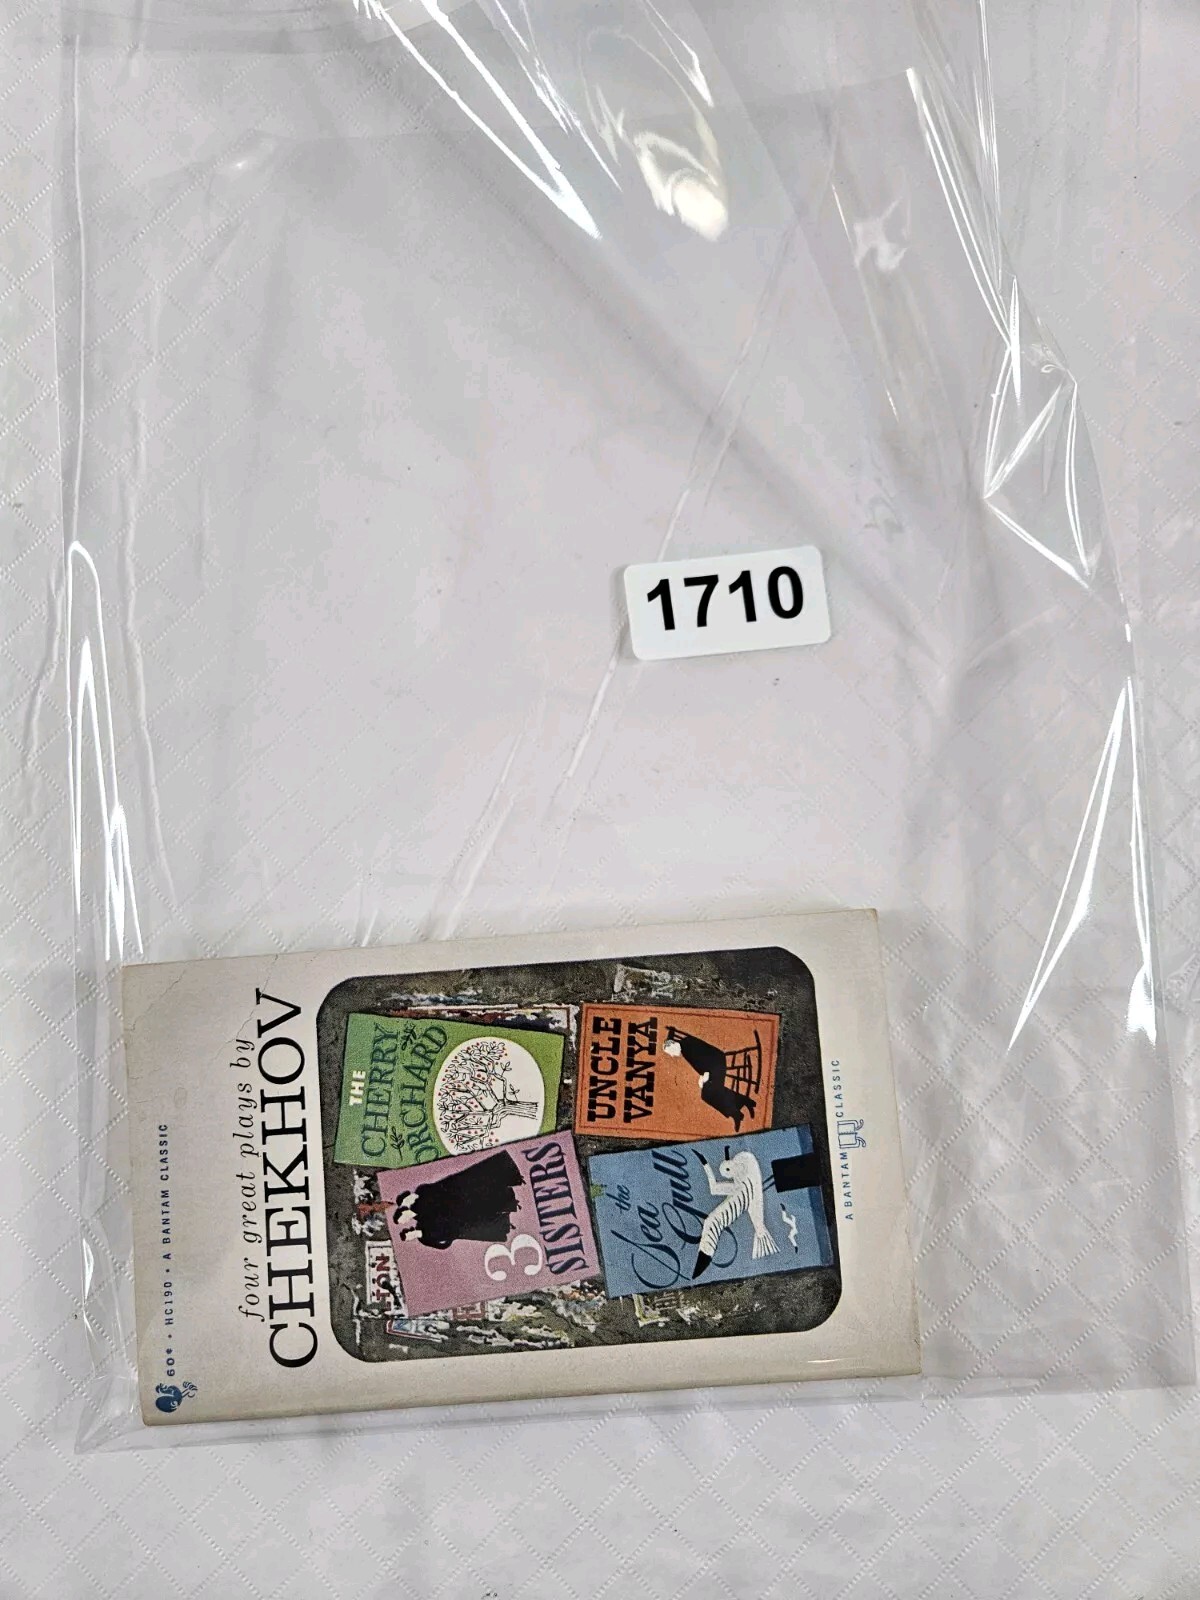 1710
60¢ • HC190 • A BANTAM CLASSIC
four great plays by
CHEKHOV
THE
CHERRY
ORCHARD
UNCLE
VANYA
3
SISTERS
the
Sea
Gull
A BANTAM CLASSIC